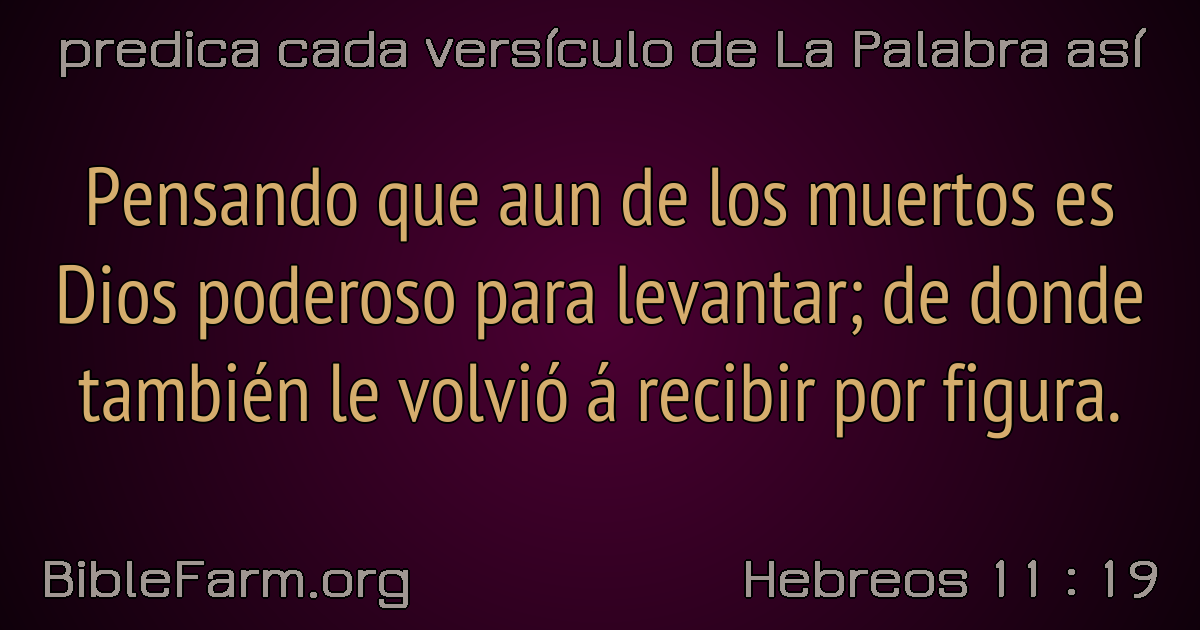 predica cada versículo de La Palabra así
Pensando que aun de los muertos es
Dios poderoso para levantar; de donde
también le volvió á recibir por figura.
BibleFarm.org
Hebreos 11 : 19